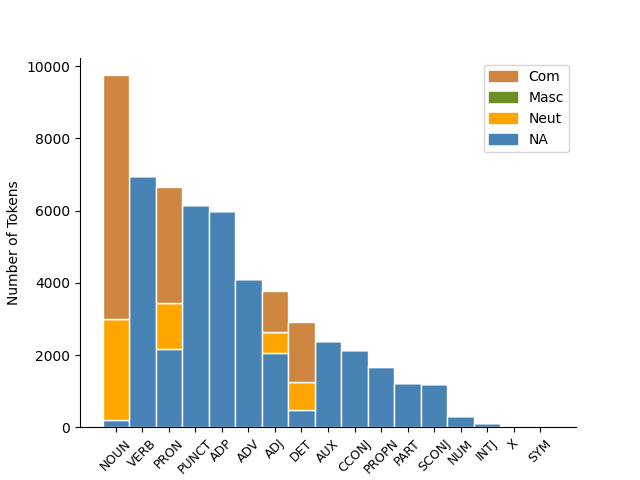 Number of Tokens
10000
8000
6000
4000
2000
0
Com
Masc
Neut
NA
NOUN
VERB
PRON
PUNCT
ADP
ADV
ADJ
DET
AUX
CCONJ
PROPN
PART
SCONJ
NUM
INTJ
X
SYM